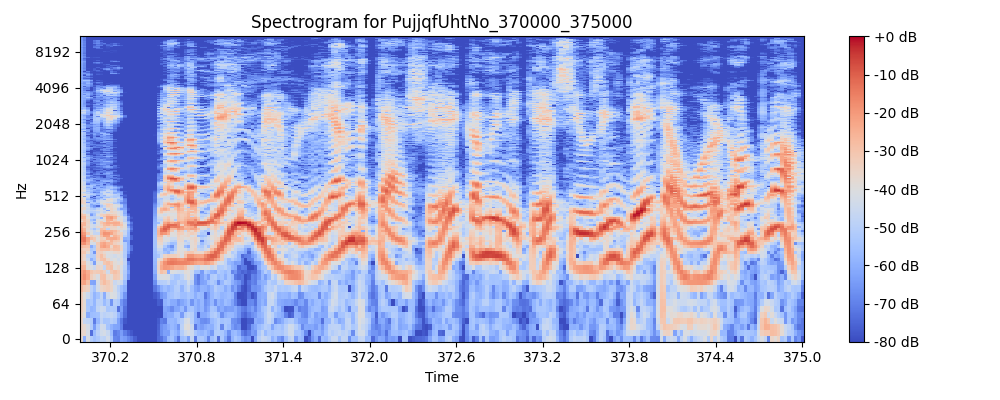 Spectrogram for PujjqfUhtNo_370000_375000
8192
4096
2048
1024
512
256
128
64
0
Hz
370.2 370.8 371.4 372.0 372.6 373.2 373.8 374.4 375.0
Time
+0 dB
-10 dB
-20 dB
-30 dB
-40 dB
-50 dB
-60 dB
-70 dB
-80 dB